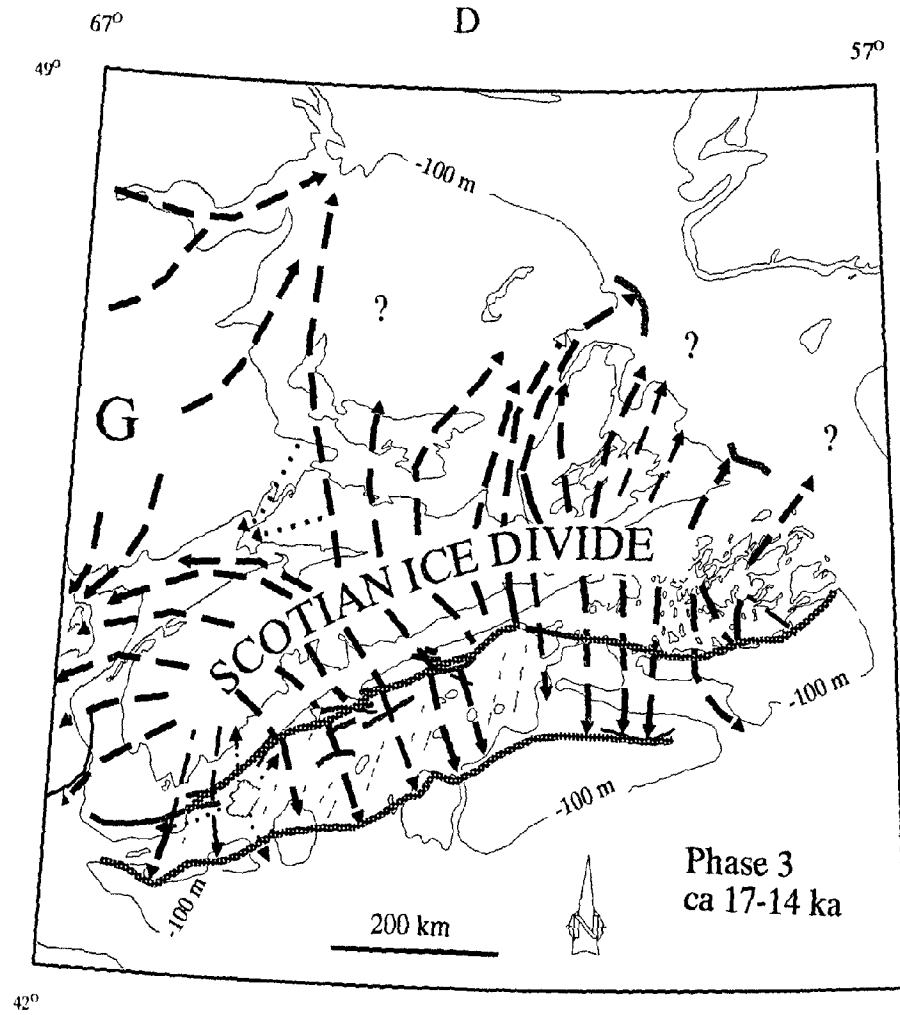 67°
D
57°
49°
-100 m
?
?
G
?
SCOTIAN ICE DIVIDE
-100 m
-100 m
Phase 3
ca 17-14 ka
-100 m
200 km
N
42°